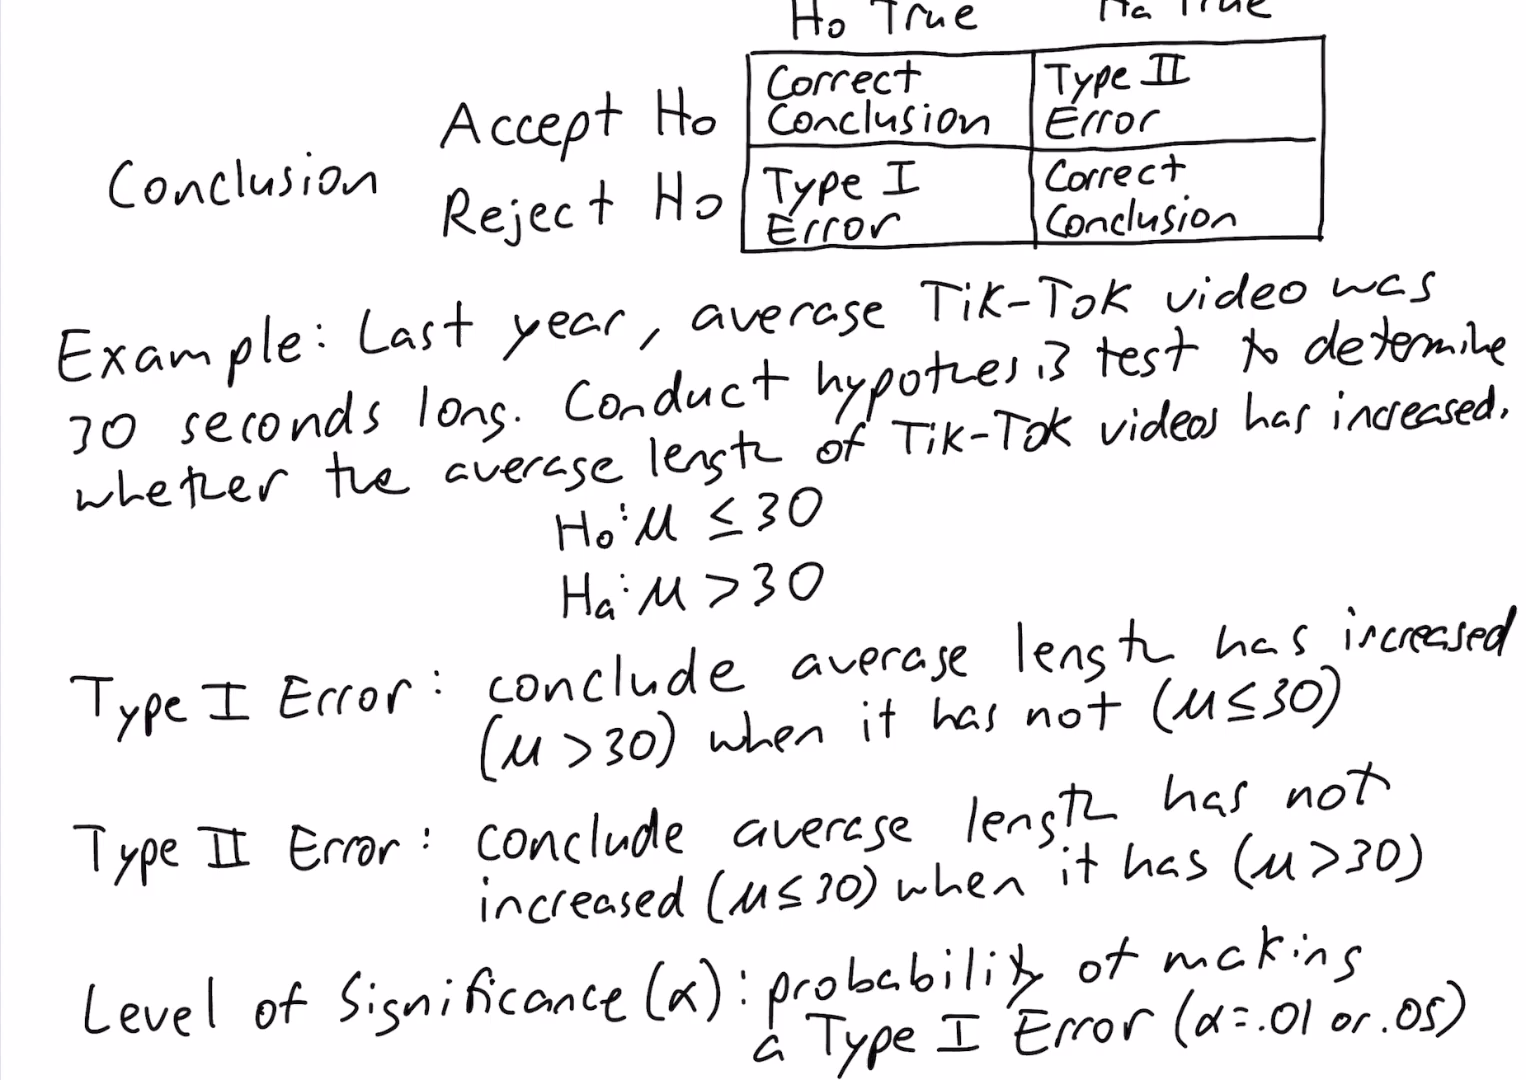 Ho True Ha True
Accept Ho Correct Conclusion Type II Error
Conclusion
Reject Ho Type I Error Correct Conclusion
Example: Last year, average Tik-Tok video was
30 seconds long. Conduct hypothesis test to determine
whether the average length of Tik-Tok videos has increased.
Ho: μ ≤ 30
Ha: μ > 30
Type I Error: conclude average length has increased
(μ > 30) when it has not (μ ≤ 30)
Type II Error: conclude average length has not
increased (μ ≤ 30) when it has (μ > 30)
Level of Significance (α): probability of making
a Type I Error (α = .01 or .05)